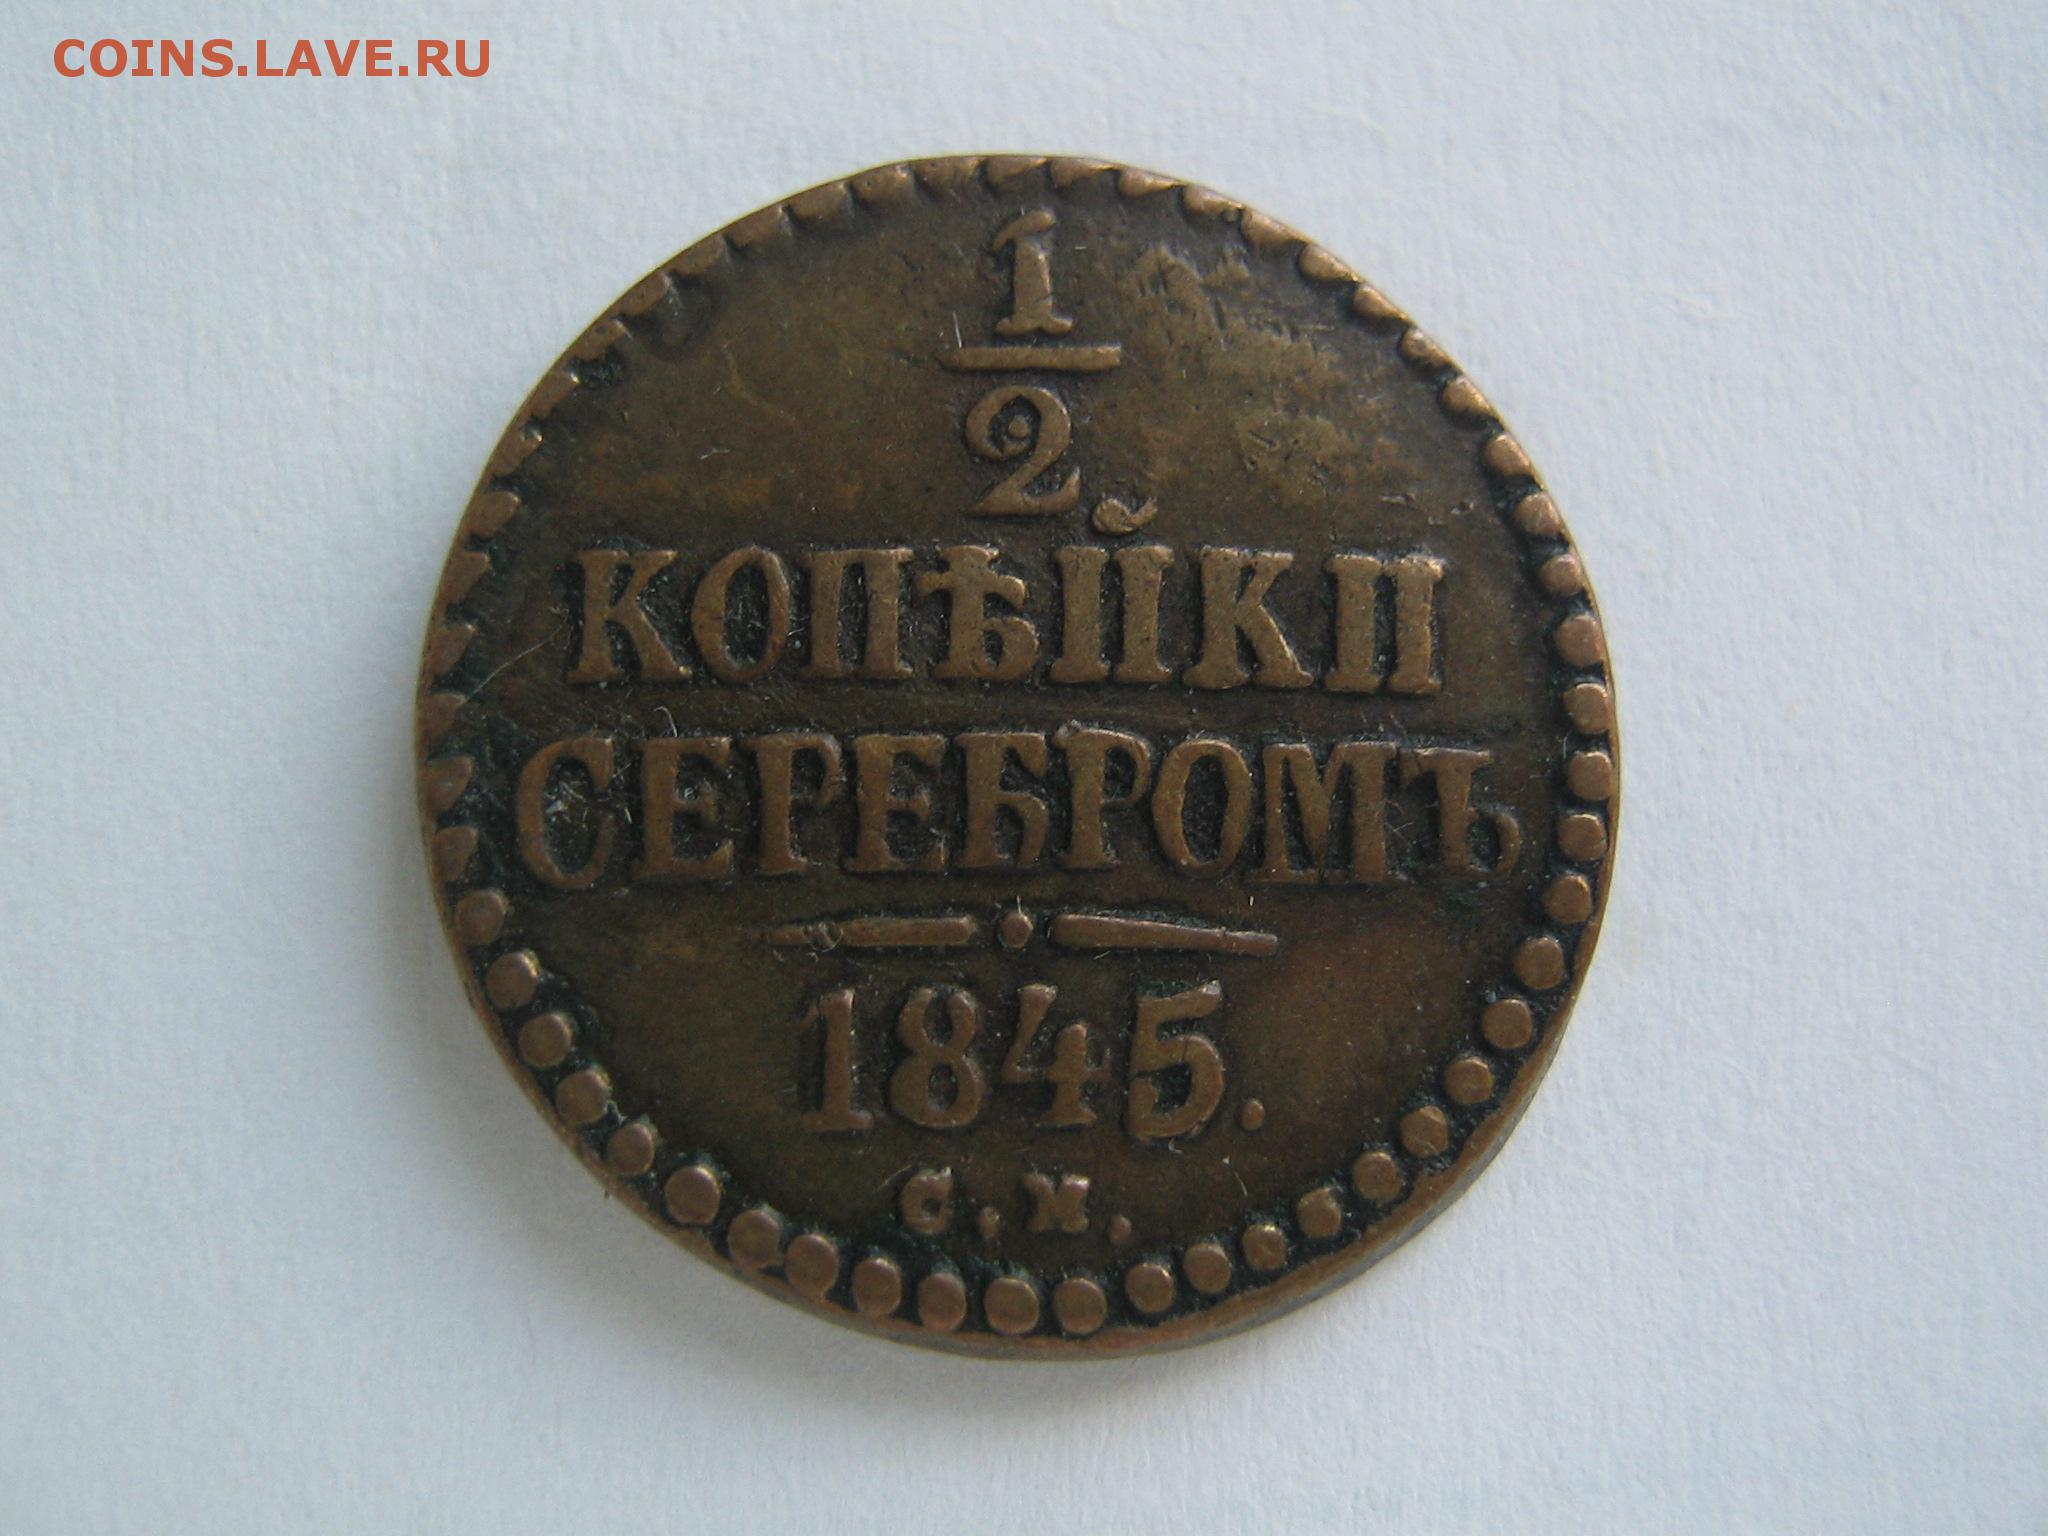 COINS.LAVE.RU
1
2
КОПѢЙКИ
СЕРЕБРОМЪ
1845.
С.М.